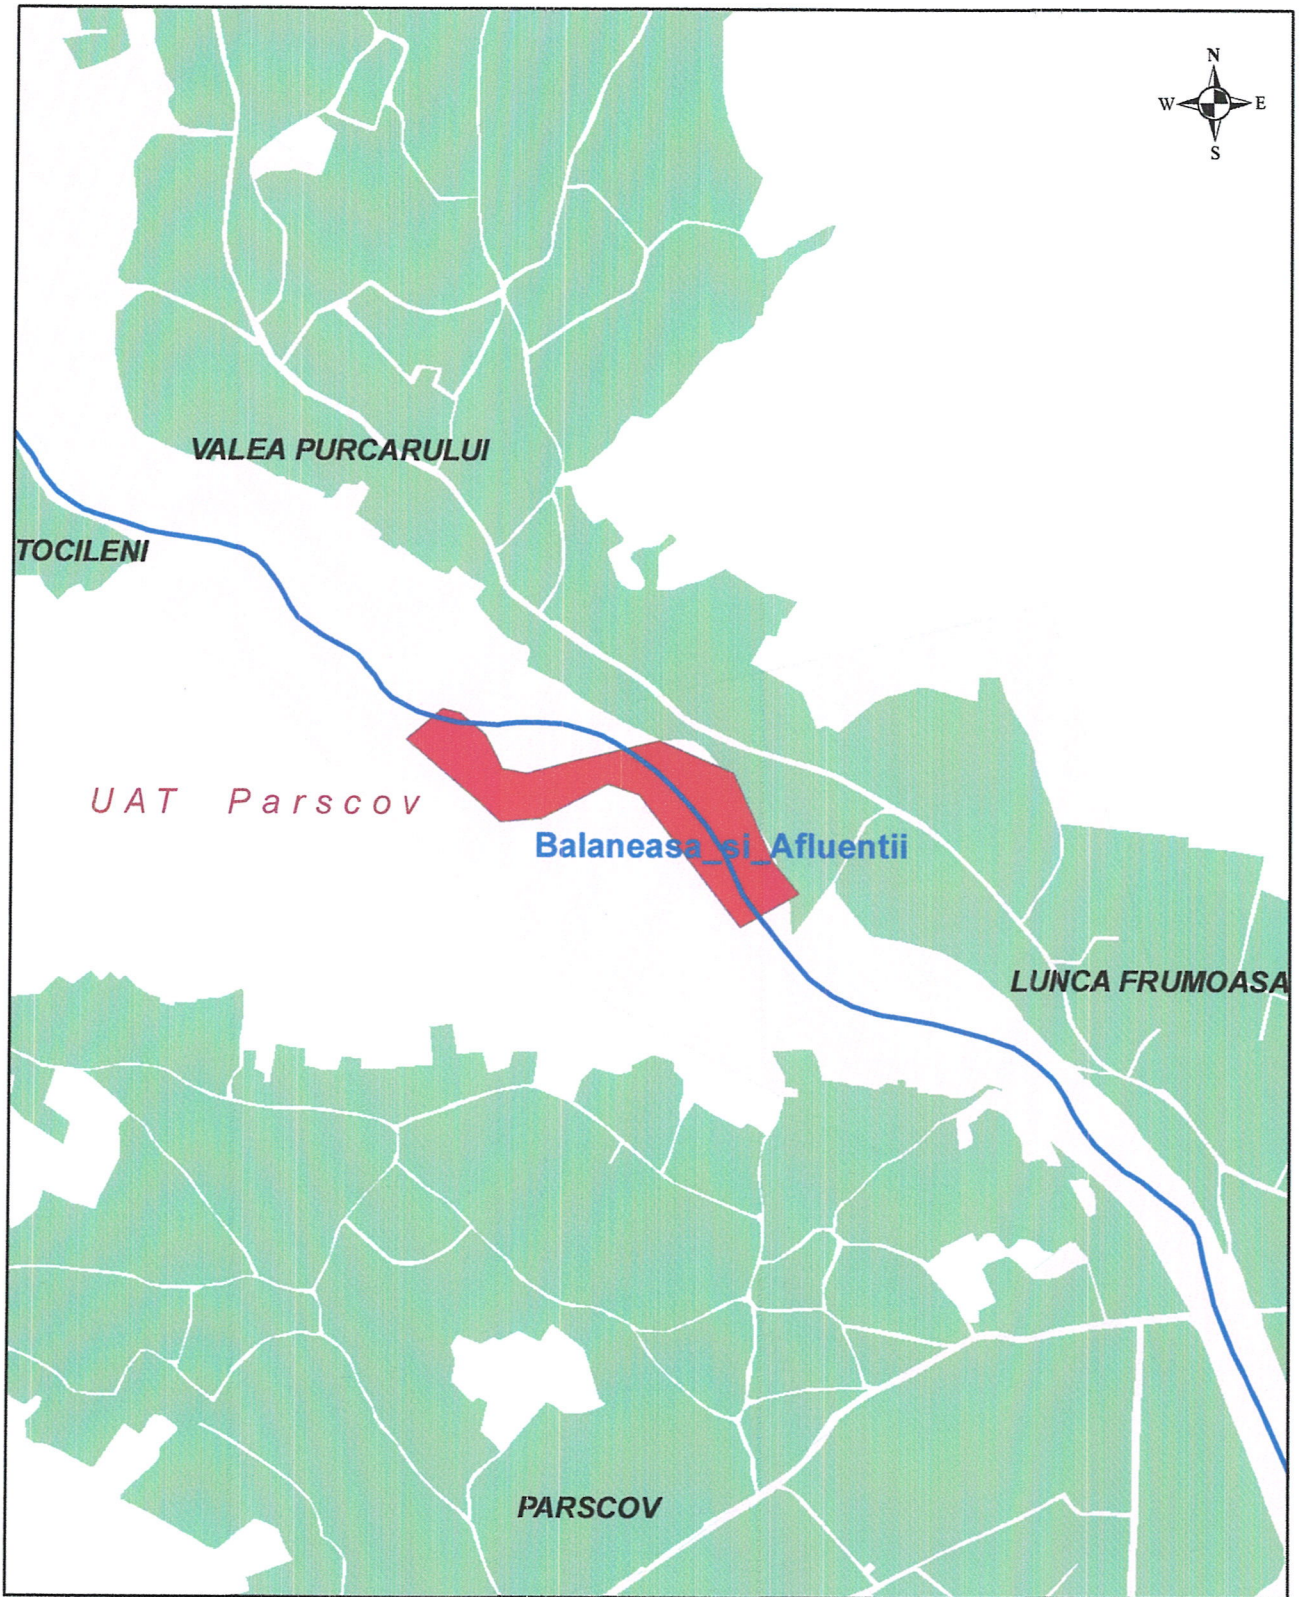 N
W E
S
VALEA PURCARULUI
TOCILENI
UAT Parscov
Balaneasa_si_Afluentii
LUNCA FRUMOASA
PARSCOV